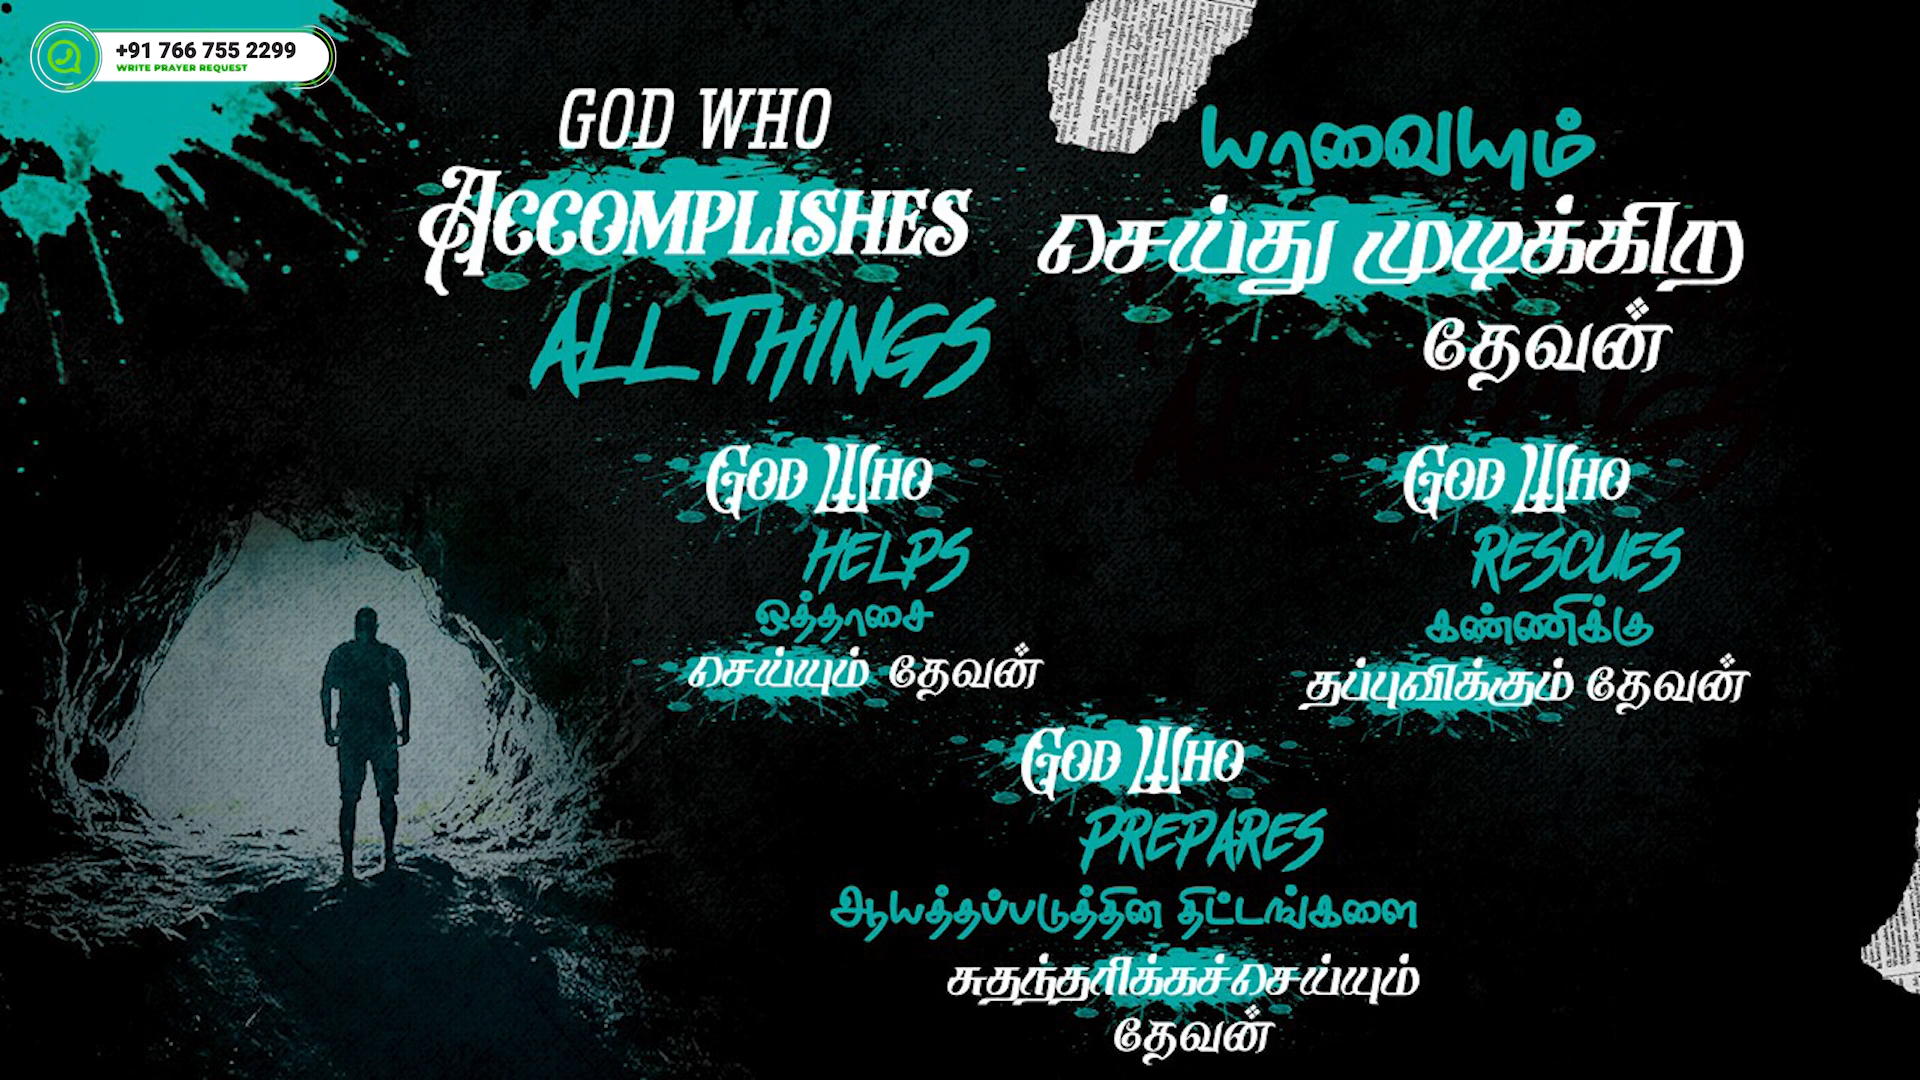 +91 766 755 2299
WRITE PRAYER REQUEST
GOD WHO
ACCOMPLISHES
ALL THINGS
யாவையும்
செய்து முடிக்கிற
தேவன்
GOD WHO
HELPS
ஒத்தாசை
செய்யும் தேவன்
GOD WHO
RESCUES
கண்ணிக்கு
தப்புவிக்கும் தேவன்
GOD WHO
PREPARES
ஆயத்தப்படுத்தின திட்டங்களை
சுதந்தரிக்கச்செய்யும்
தேவன்